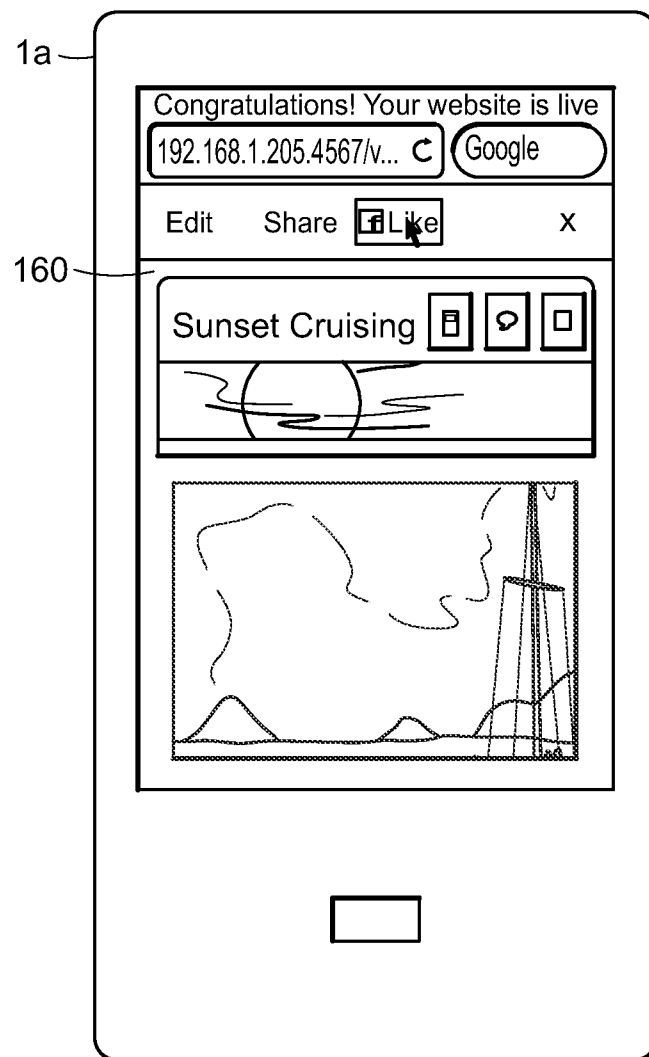 1a
Congratulations! Your website is live
192.168.1.205.4567/v... Google
Edit Share f Like x
160
Sunset Cruising